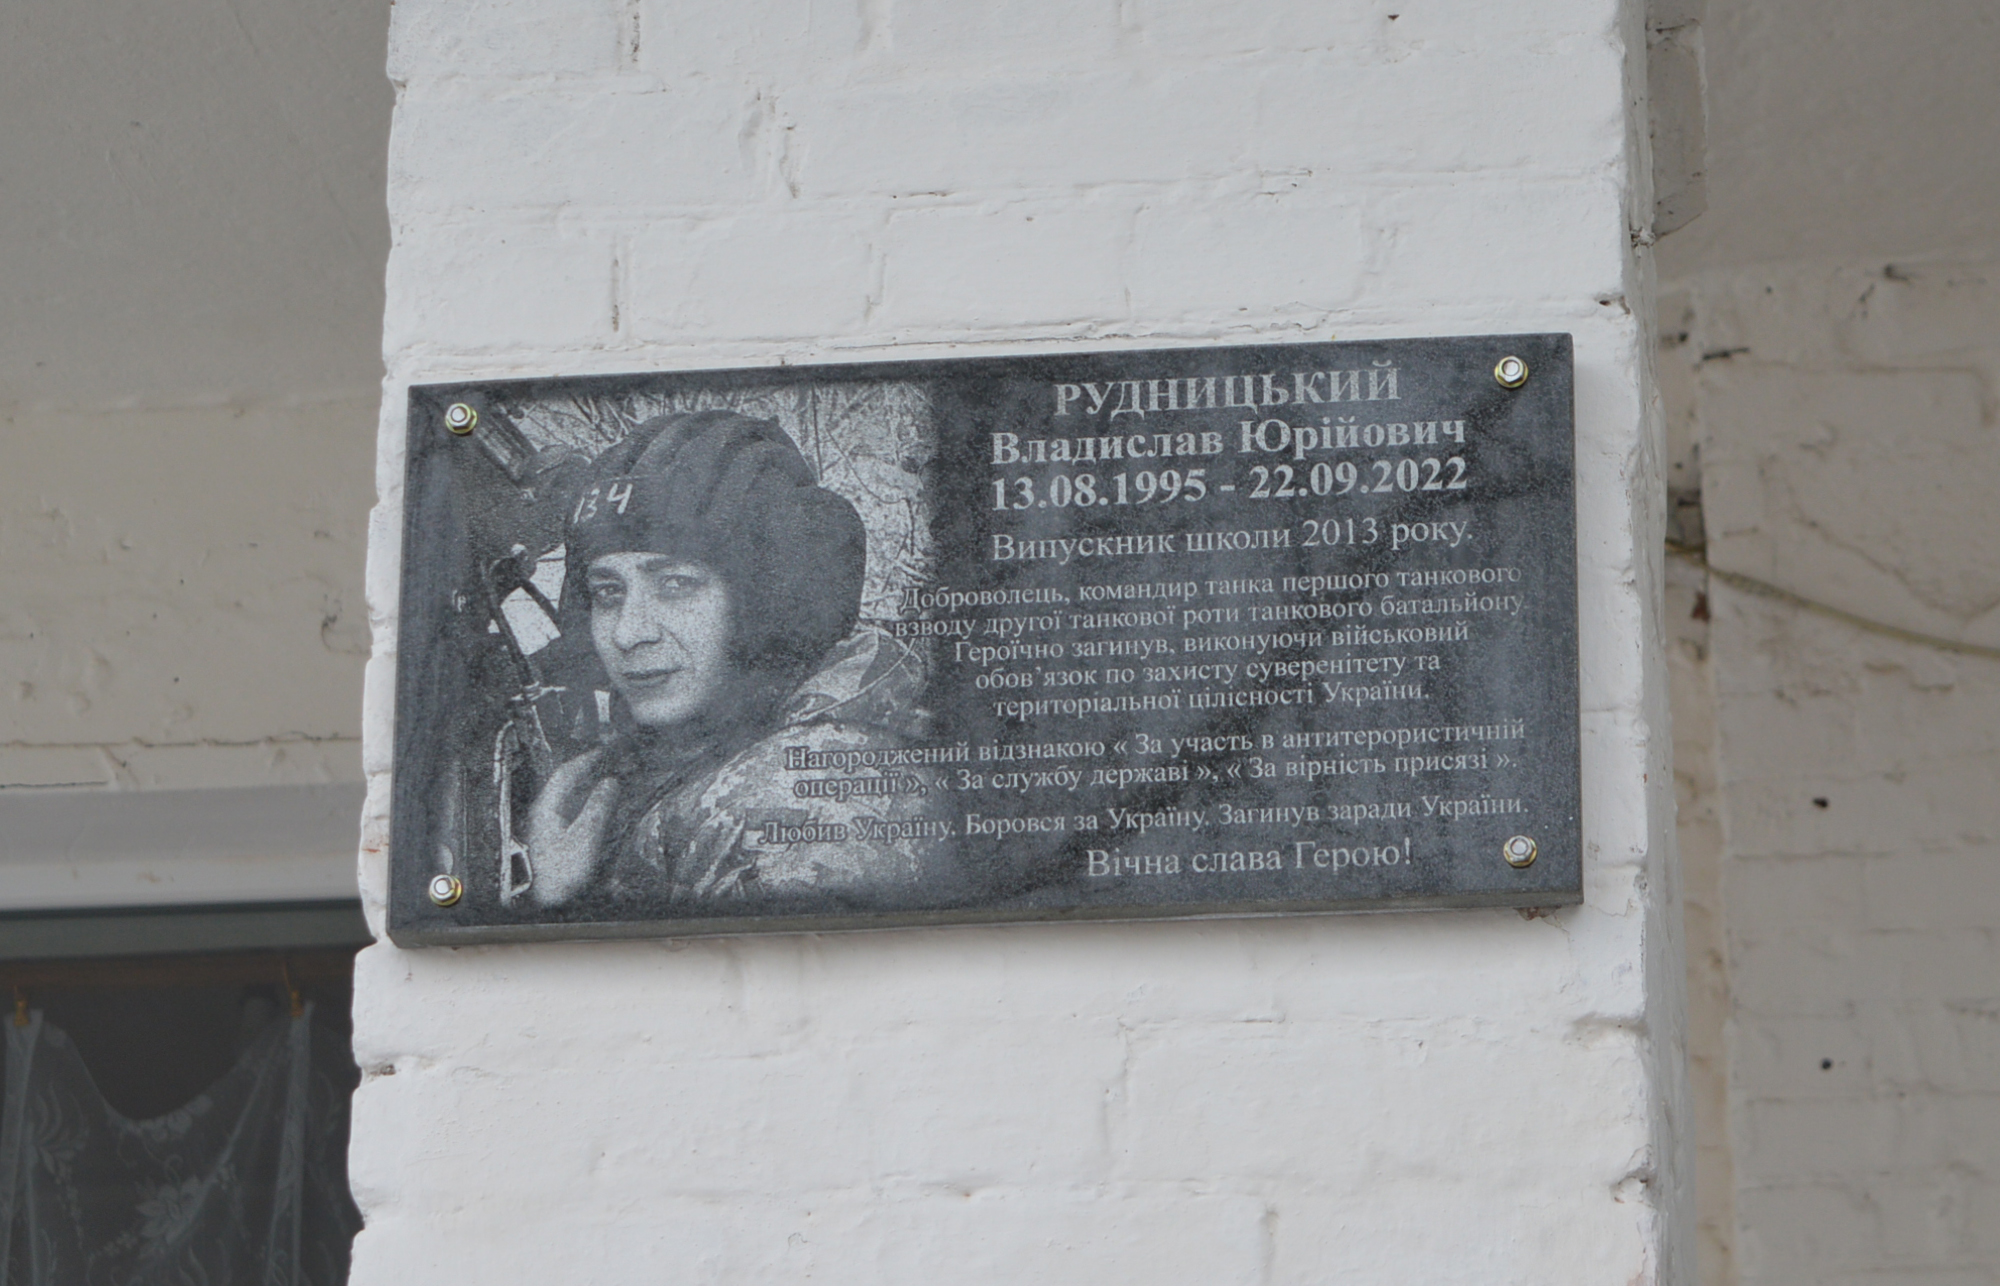 РУДНИЦЬКИЙ
Владислав Юрійович
13.08.1995 - 22.09.2022
Випускник школи 2013 року.
Доброволець, командир танка першого танкового
взводу другої танкової роти танкового батальйону.
Героїчно загинув, виконуючи військовий
обов’язок по захисту суверенітету та
територіальної цілісності України.
Нагороджений відзнакою « За участь в антитерористичній
операції », « За службу державі », « За вірність присязі ».
Любив Україну. Боровся за Україну. Загинув заради України.
Вічна слава Герою!
134